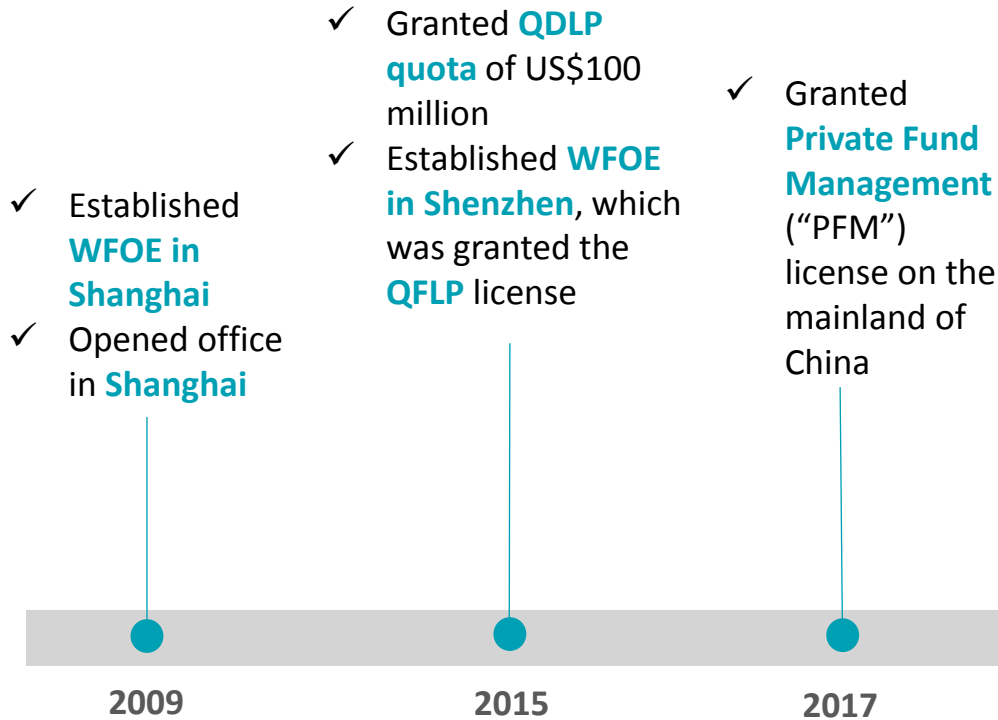 ✓ Established
WFOE in
Shanghai
✓ Opened office
in Shanghai
✓ Granted QDLP
quota of US$100
million
✓ Established WFOE
in Shenzhen, which
was granted the
QFLP license
✓ Granted
Private Fund
Management
(“PFM”)
license on the
mainland of
China
2009
2015
2017